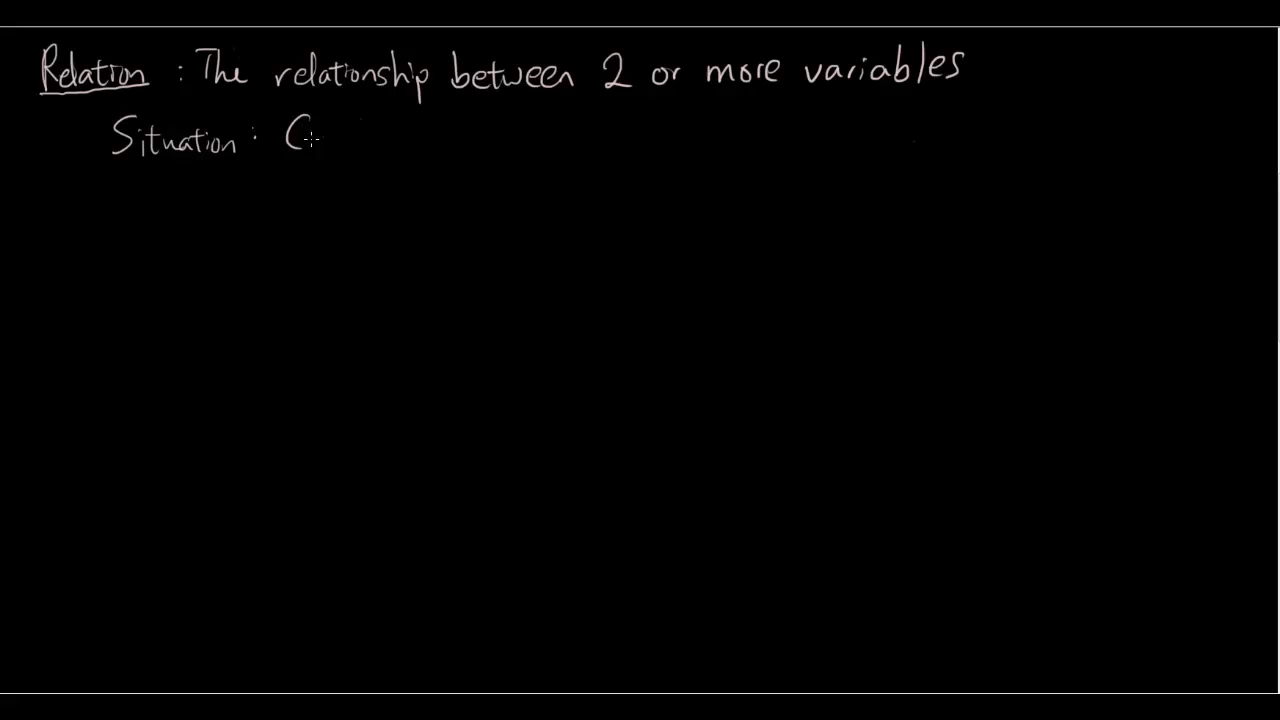 Relation : The relationship between 2 or more variables
Situation : C